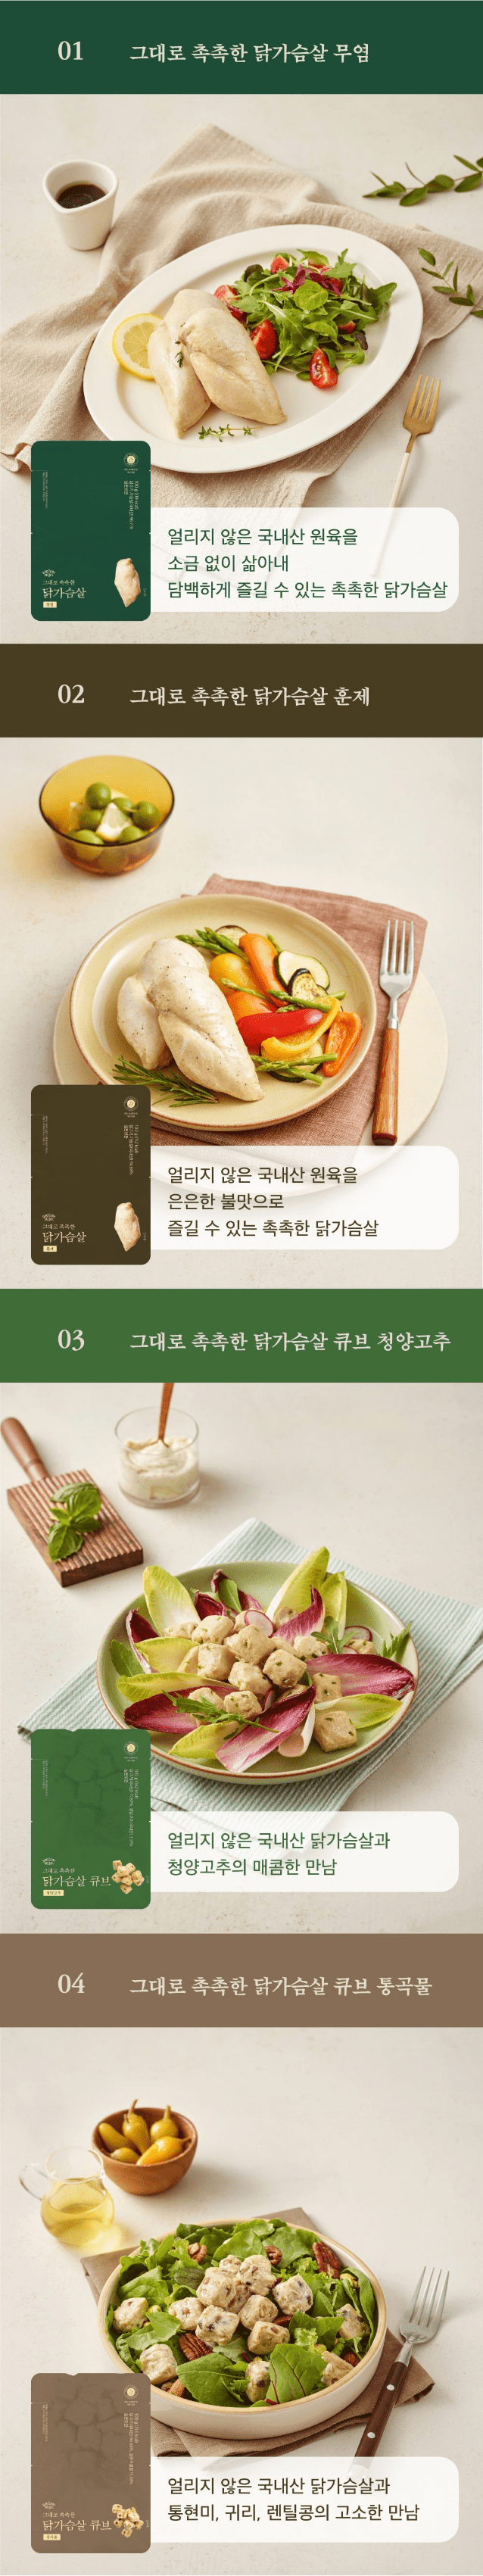 01 그대로 촉촉한 닭가슴살 무염
그대로 촉촉한
닭가슴살
얼리지 않은 국내산 원육을
소금 없이 삶아내
담백하게 즐길 수 있는 촉촉한 닭가슴살
02 그대로 촉촉한 닭가슴살 훈제
그대로 촉촉한
닭가슴살
훈제
얼리지 않은 국내산 원육을
은은한 불맛으로
즐길 수 있는 촉촉한 닭가슴살
03 그대로 촉촉한 닭가슴살 큐브 청양고추
그대로 촉촉한
닭가슴살 큐브
청양고추
얼리지 않은 국내산 닭가슴살과
청양고추의 매콤한 만남
04 그대로 촉촉한 닭가슴살 큐브 통곡물
그대로 촉촉한
닭가슴살 큐브
통곡물
얼리지 않은 국내산 닭가슴살과
통현미, 귀리, 렌틸콩의 고소한 만남